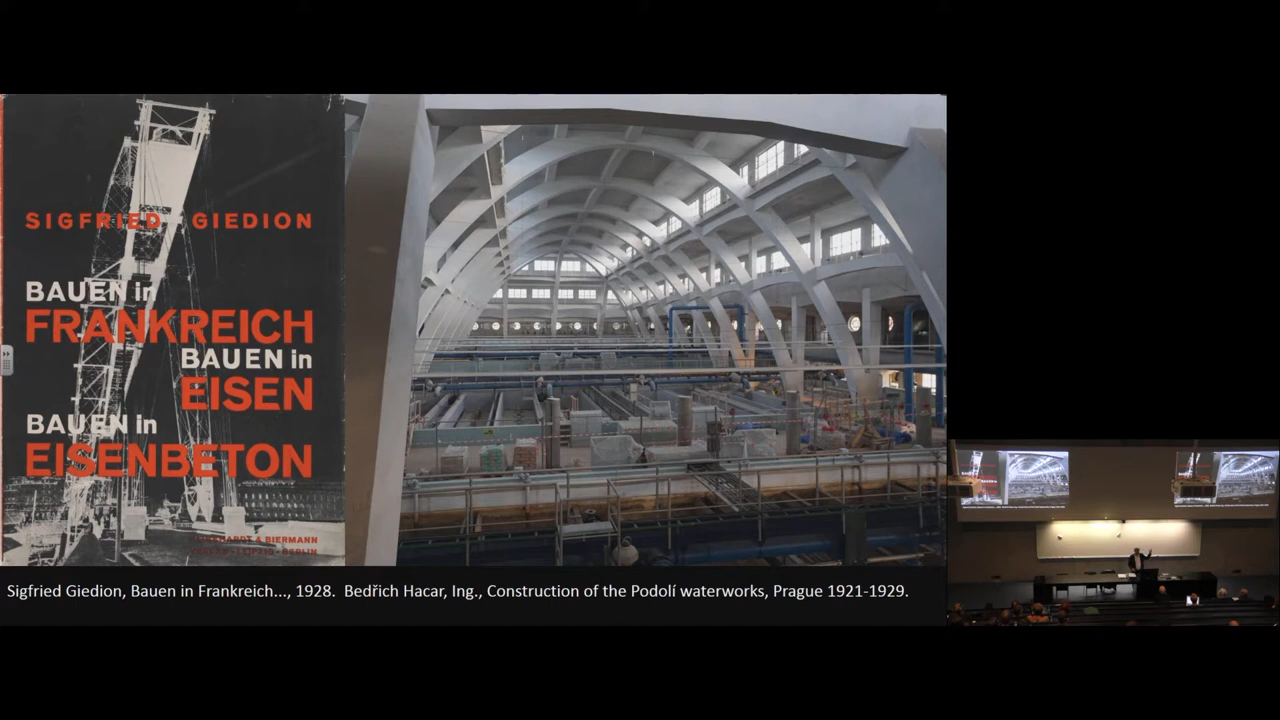 SIGFRIED GIEDION
BAUEN in
FRANKREICH
BAUEN in
EISEN
BAUEN in
EISENBETON
& BIERMANN
BERLIN
Sigfried Giedion, Bauen in Frankreich..., 1928.  Bedřich Hacar, Ing., Construction of the Podolí waterworks, Prague 1921-1929.